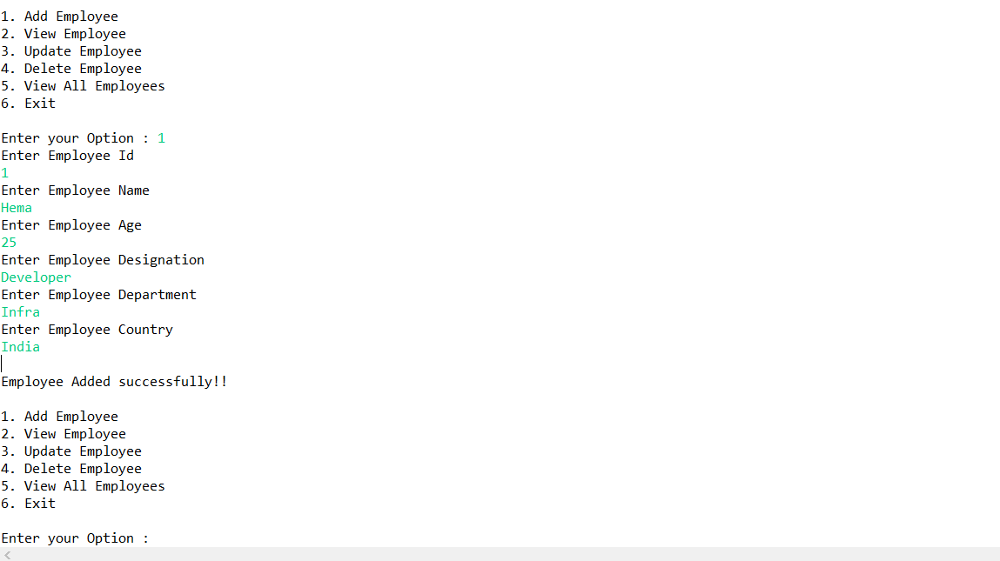 1. Add Employee
2. View Employee
3. Update Employee
4. Delete Employee
5. View All Employees
6. Exit
Enter your Option : 1
Enter Employee Id
1
Enter Employee Name
Hema
Enter Employee Age
25
Enter Employee Designation
Developer
Enter Employee Department
Infra
Enter Employee Country
India
Employee Added successfully!!
1. Add Employee
2. View Employee
3. Update Employee
4. Delete Employee
5. View All Employees
6. Exit
Enter your Option :